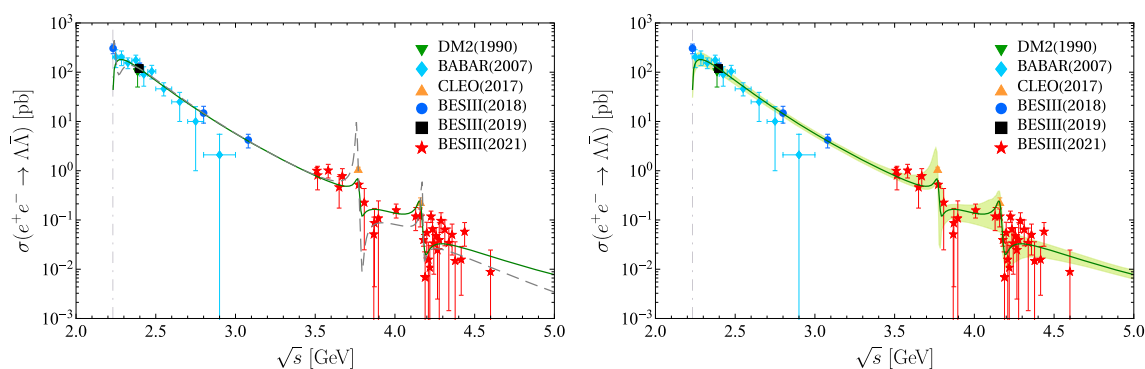 σ(e⁺e⁻ → ΛΛ̄) [pb]
10³
10²
10¹
10⁰
10⁻¹
10⁻²
10⁻³
DM2(1990)
BABAR(2007)
CLEO(2017)
BESIII(2018)
BESIII(2019)
BESIII(2021)
2.0 2.5 3.0 3.5 4.0 4.5 5.0
√s [GeV]
σ(e⁺e⁻ → ΛΛ̄) [pb]
10³
10²
10¹
10⁰
10⁻¹
10⁻²
10⁻³
DM2(1990)
BABAR(2007)
CLEO(2017)
BESIII(2018)
BESIII(2019)
BESIII(2021)
2.0 2.5 3.0 3.5 4.0 4.5 5.0
√s [GeV]